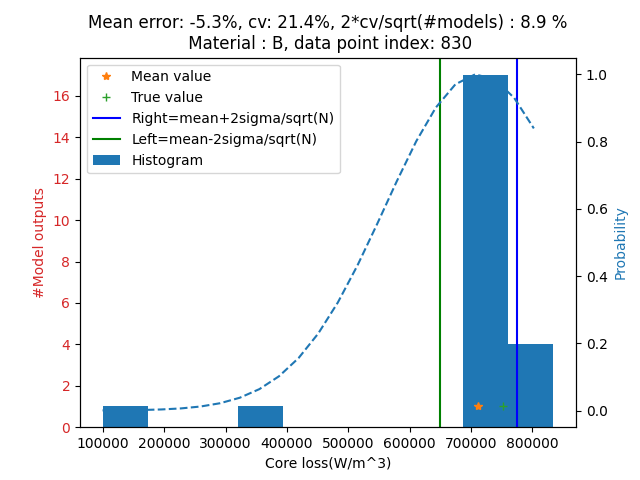 Mean error: -5.3%, cv: 21.4%, 2*cv/sqrt(#models) : 8.9 %
Material : B, data point index: 830
Mean value
True value
Right=mean+2sigma/sqrt(N)
Left=mean-2sigma/sqrt(N)
Histogram
#Model outputs
16
14
12
10
8
6
4
2
0
1.0
0.8
0.6
0.4
0.2
0.0
Probability
100000 200000 300000 400000 500000 600000 700000 800000
Core loss(W/m^3)